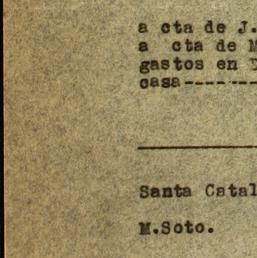 a cta de J.
a cta de M
gastos en
casa-------
Santa Catal
M.Soto.